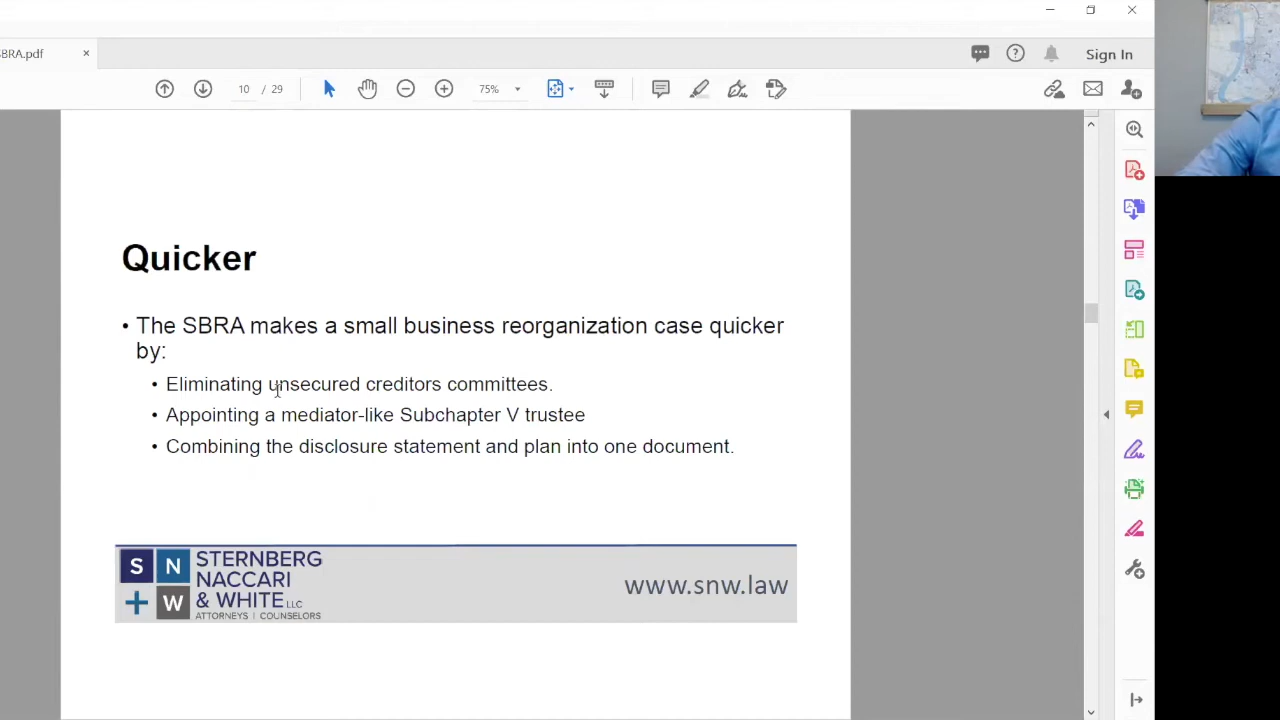 SBRA.pdf
Sign In
10 / 29
75%
Quicker
• The SBRA makes a small business reorganization case quicker
by:
• Eliminating unsecured creditors committees.
• Appointing a mediator-like Subchapter V trustee
• Combining the disclosure statement and plan into one document.
S N + W
STERNBERG
NACCARI
& WHITE LLC
ATTORNEYS | COUNSELORS
www.snw.law